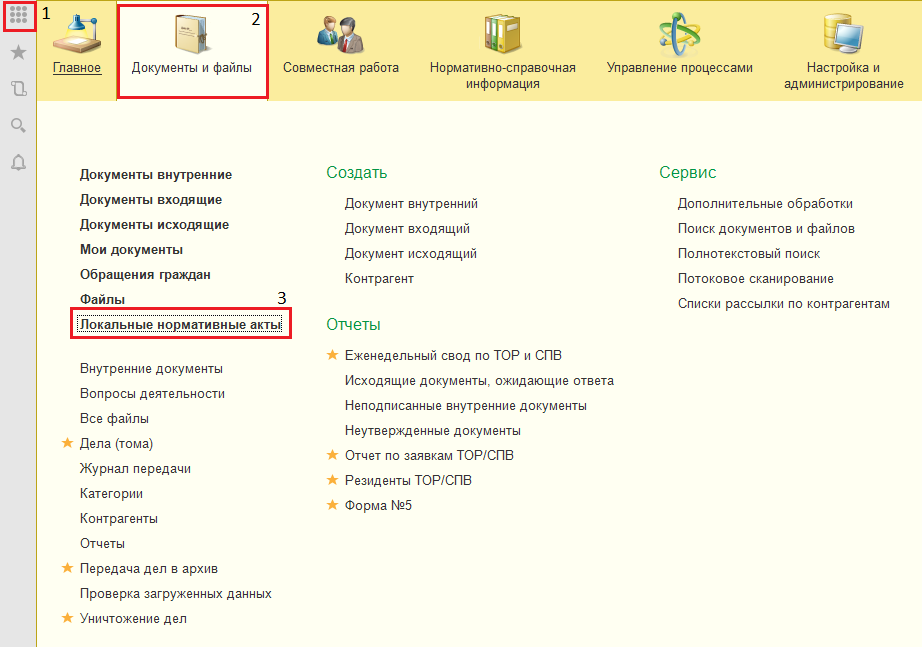 1
2
Главное
Документы и файлы
Совместная работа
Нормативно-справочная
информация
Управление процессами
Настройка и
администрирование
Документы внутренние
Документы входящие
Документы исходящие
Мои документы
Обращения граждан
Файлы
3
Локальные нормативные акты
Внутренние документы
Вопросы деятельности
Все файлы
Дела (тома)
Журнал передачи
Категории
Контрагенты
Отчеты
Передача дел в архив
Проверка загруженных данных
Уничтожение дел
Создать
Документ внутренний
Документ входящий
Документ исходящий
Контрагент
Отчеты
Еженедельный свод по ТОР и СПВ
Исходящие документы, ожидающие ответа
Неподписанные внутренние документы
Неутвержденные документы
Отчет по заявкам ТОР/СПВ
Резиденты ТОР/СПВ
Форма №5
Сервис
Дополнительные обработки
Поиск документов и файлов
Полнотекстовый поиск
Потоковое сканирование
Списки рассылки по контрагентам